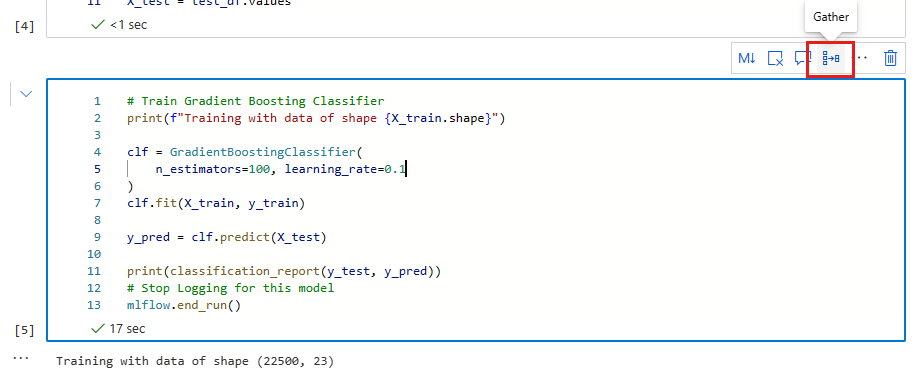 11 X_test = test_df.values
[4] <1 sec
Gather
M↓ ...
1 # Train Gradient Boosting Classifier
2 print(f"Training with data of shape {X_train.shape}")
3
4 clf = GradientBoostingClassifier(
5     n_estimators=100, learning_rate=0.1
6 )
7 clf.fit(X_train, y_train)
8
9 y_pred = clf.predict(X_test)
10
11 print(classification_report(y_test, y_pred))
12 # Stop Logging for this model
13 mlflow.end_run()
[5] 17 sec
... Training with data of shape (22500, 23)